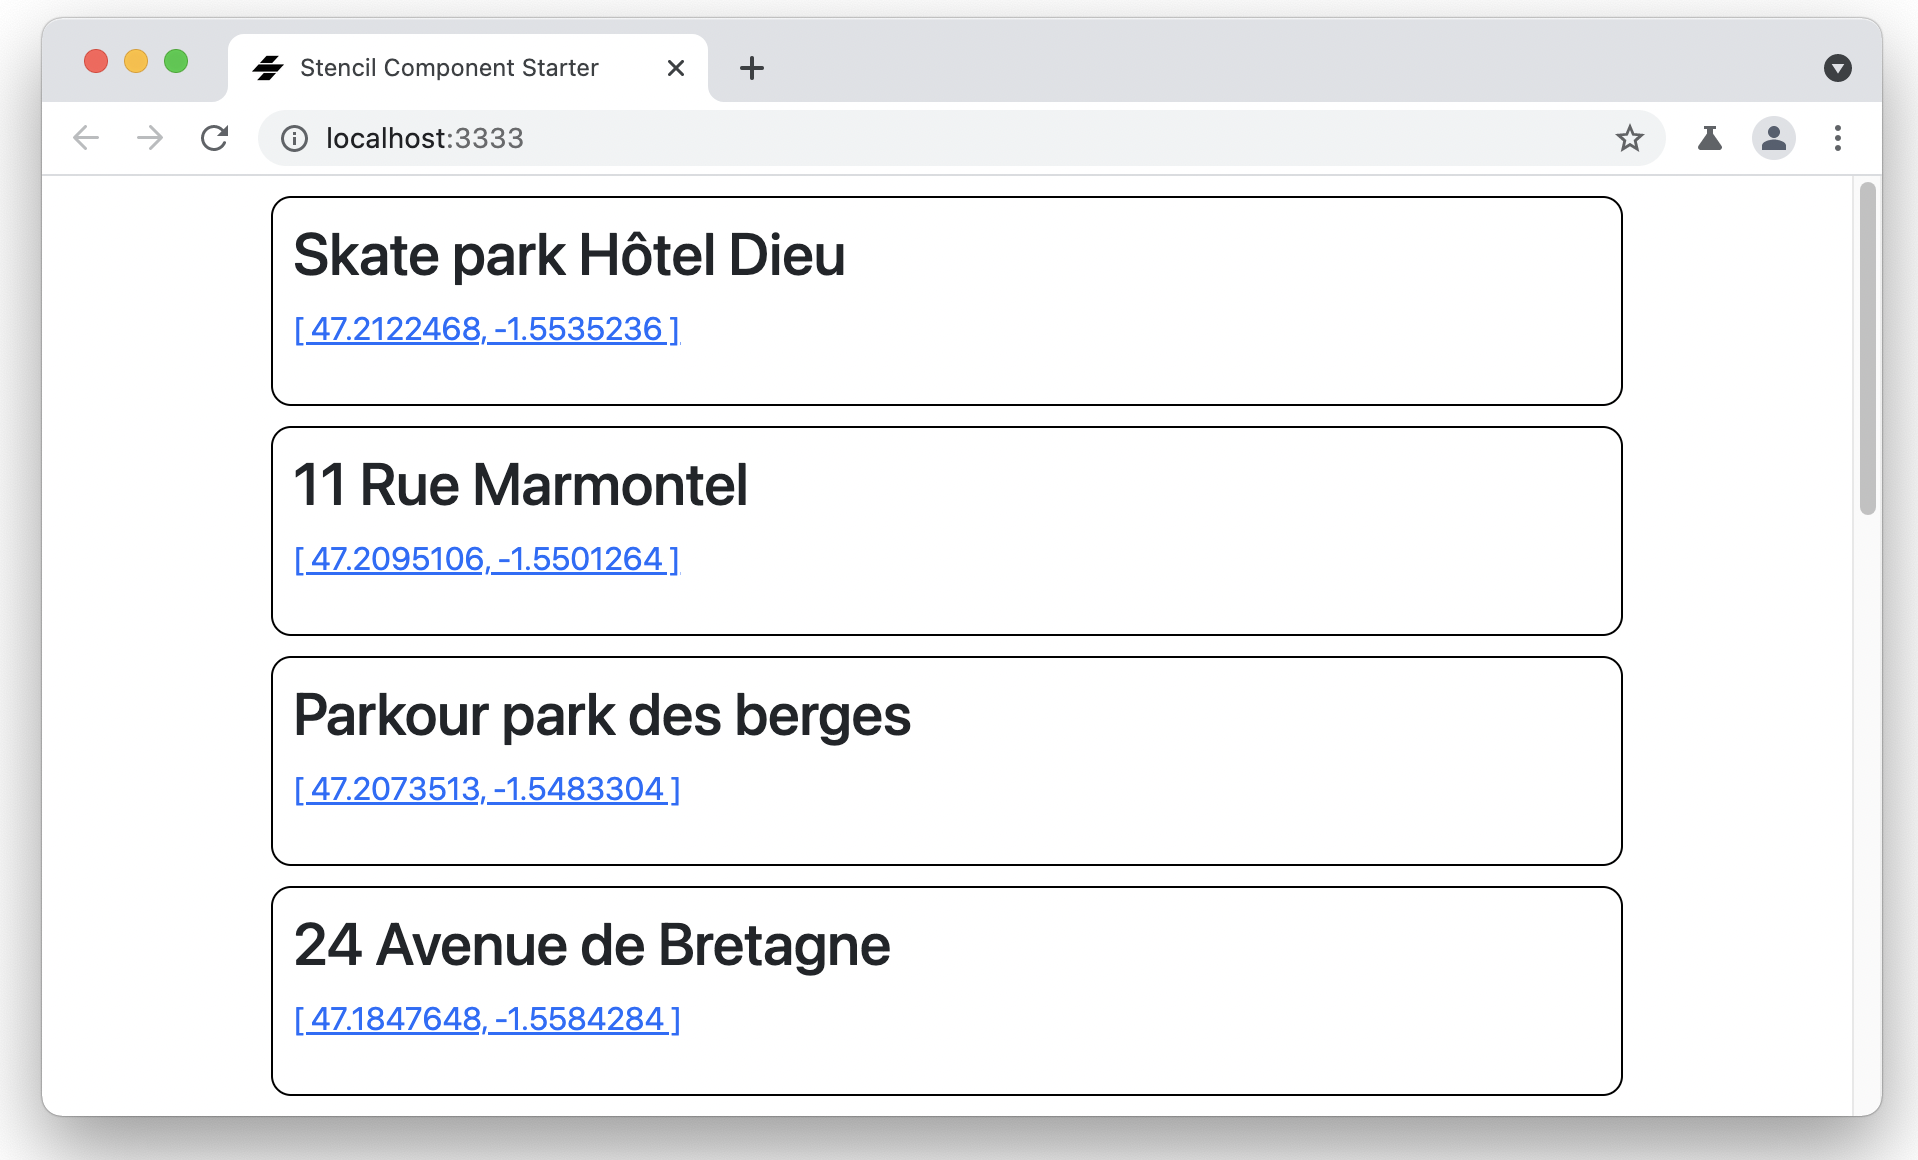 Stencil Component Starter
localhost:3333
Skate park Hôtel Dieu
[ 47.2122468, -1.5535236 ]
11 Rue Marmontel
[ 47.2095106, -1.5501264 ]
Parkour park des berges
[ 47.2073513, -1.5483304 ]
24 Avenue de Bretagne
[ 47.1847648, -1.5584284 ]